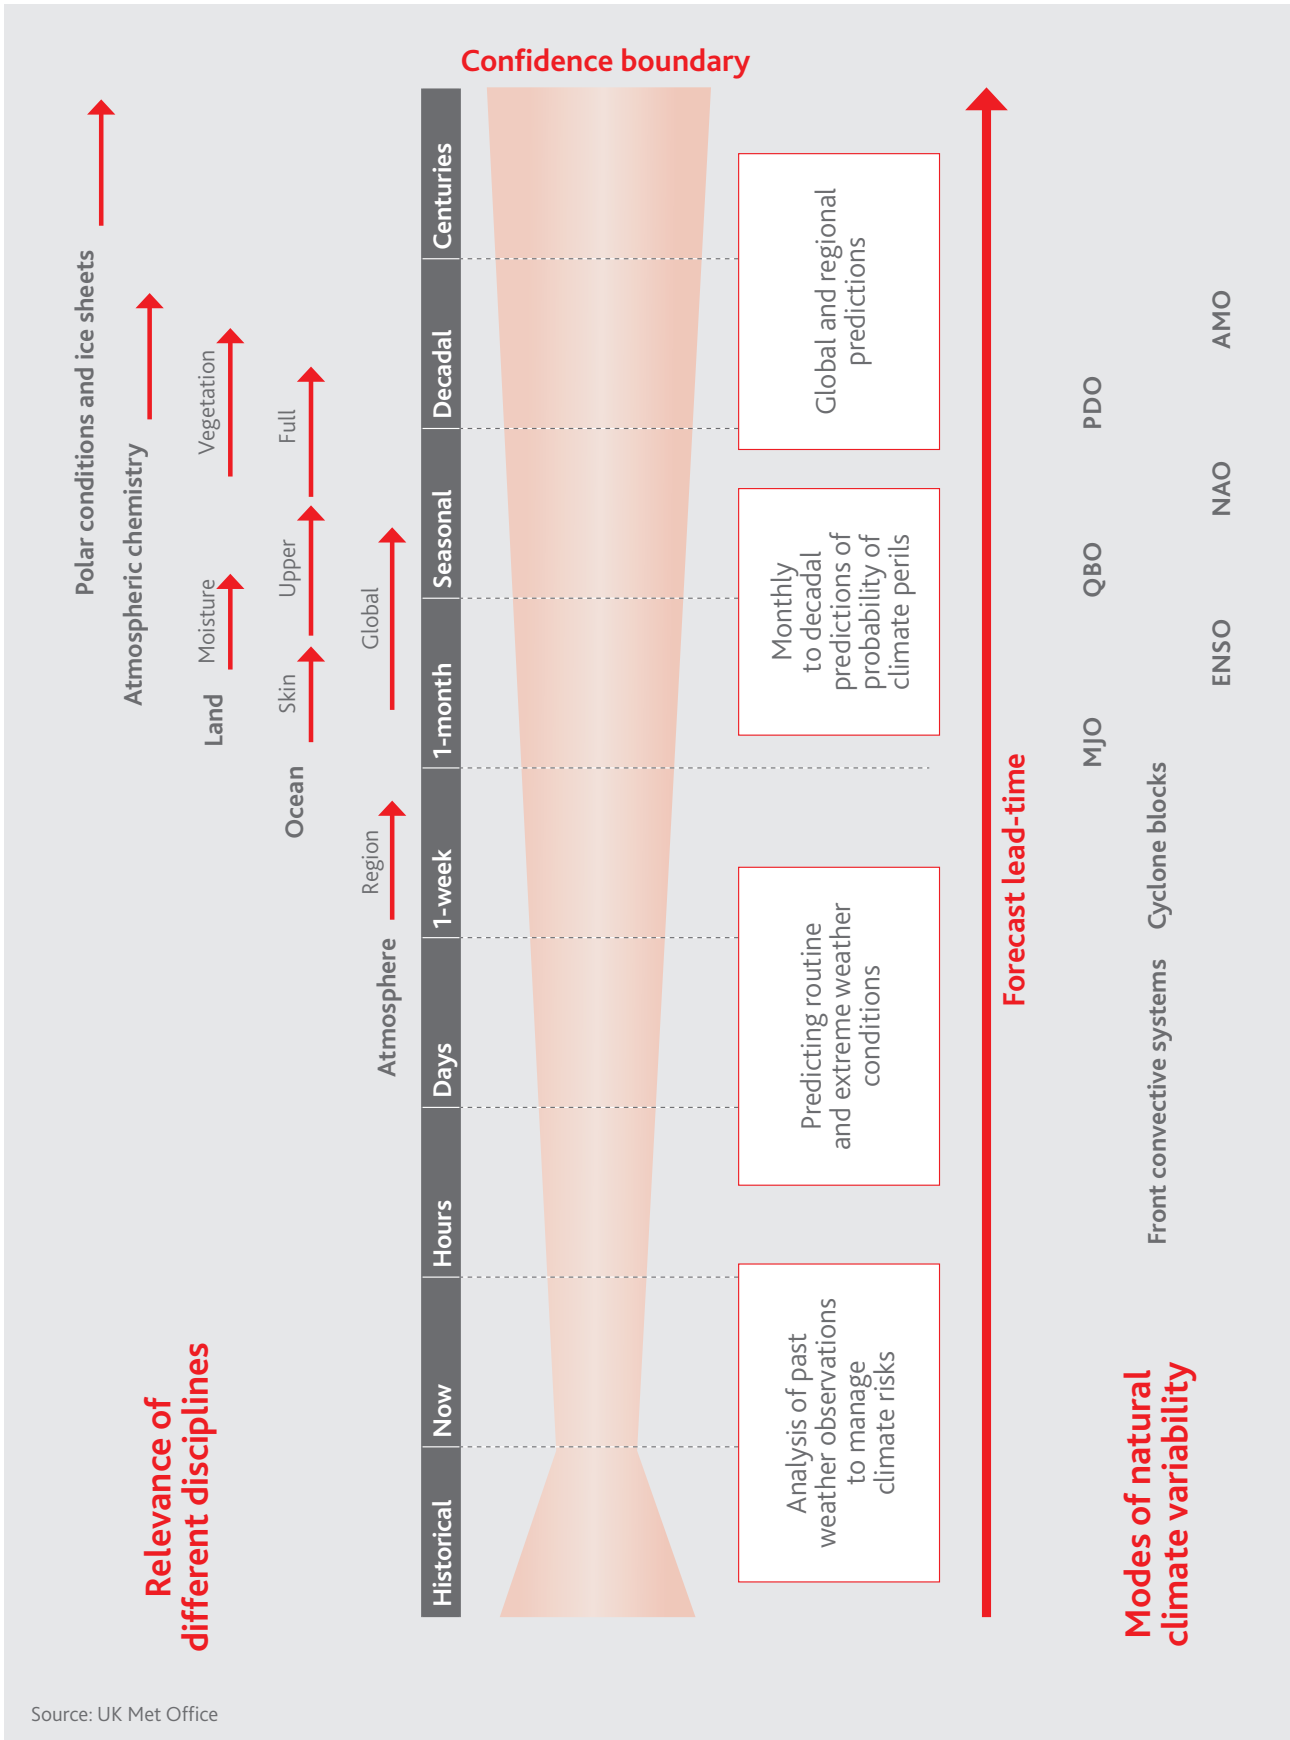 Confidence boundary
Polar conditions and ice sheets
Atmospheric chemistry
Land
Moisture
Vegetation
Ocean
Skin
Upper
Full
Atmosphere
Region
Global
Relevance of
different disciplines
Historical
Now
Hours
Days
1-week
1-month
Seasonal
Decadal
Centuries
Analysis of past
weather observations
to manage
climate risks
Predicting routine
and extreme weather
conditions
Monthly
to decadal
predictions of
probability of
climate perils
Global and regional
predictions
Forecast lead-time
Modes of natural
climate variability
Front convective systems
Cyclone blocks
MJO
ENSO
QBO
NAO
PDO
AMO
Source: UK Met Office